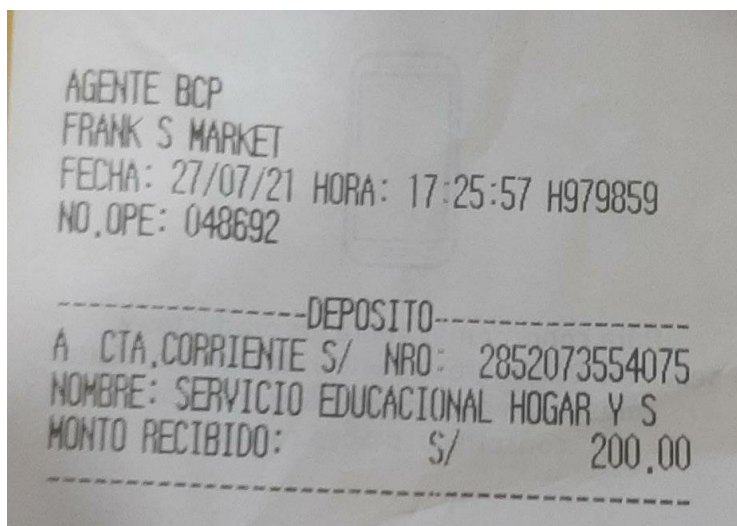 AGENTE BCP
FRANK S MARKET
FECHA: 27/07/21 HORA: 17:25:57 H979859
NO.OPE: 048692
----------------DEPOSITO----------------
A CTA.CORRIENTE S/ NRO: 2852073554075
NOMBRE: SERVICIO EDUCACIONAL HOGAR Y S
MONTO RECIBIDO: S/ 200.00
----------------------------------------